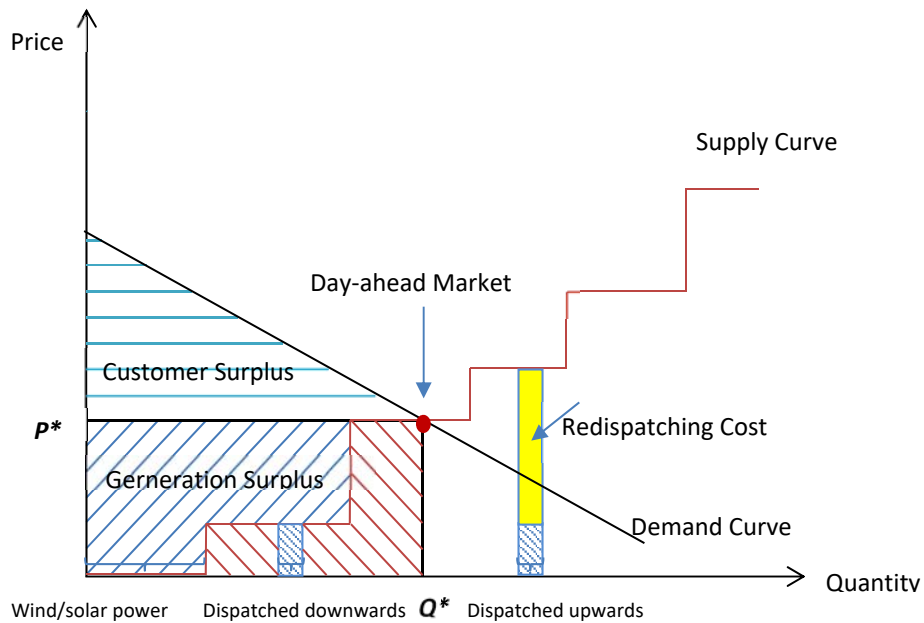 Price
Supply Curve
Day-ahead Market
Customer Surplus
P*
Redispatching Cost
Gerneration Surplus
Demand Curve
Quantity
Wind/solar power Dispatched downwards Q* Dispatched upwards